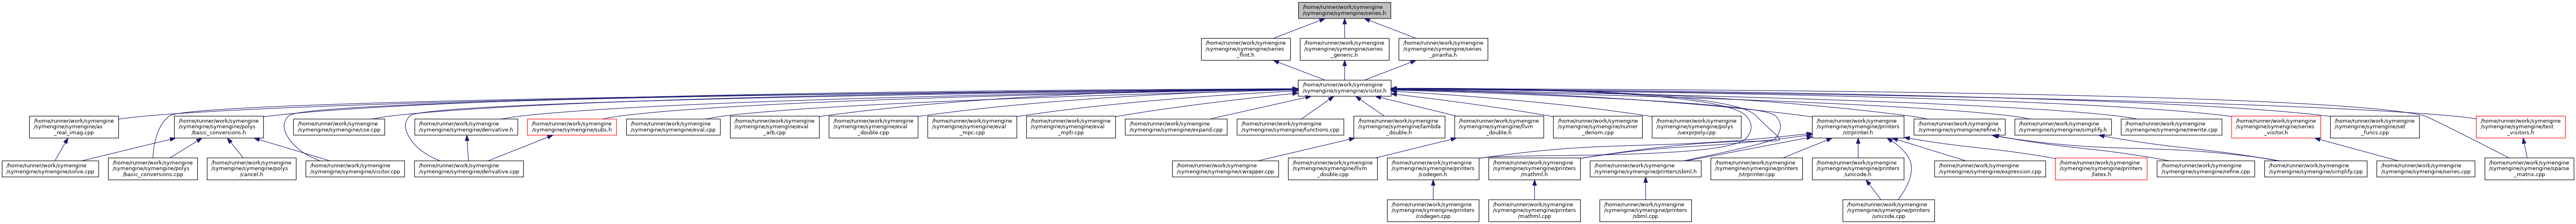 /home/runner/work/symengine
/symengine/symengine/series.h
/home/runner/work/symengine
/symengine/symengine/series
_flint.h
/home/runner/work/symengine
/symengine/symengine/series
_generic.h
/home/runner/work/symengine
/symengine/symengine/series
_piranha.h
/home/runner/work/symengine
/symengine/symengine/visitor.h
/home/runner/work/symengine
/symengine/symengine/as
_real_imag.cpp
/home/runner/work/symengine
/symengine/symengine/polys
/basic_conversions.h
/home/runner/work/symengine
/symengine/symengine/cse.cpp
/home/runner/work/symengine
/symengine/symengine/derivative.h
/home/runner/work/symengine
/symengine/symengine/subs.h
/home/runner/work/symengine
/symengine/symengine/eval.cpp
/home/runner/work/symengine
/symengine/symengine/eval
_arb.cpp
/home/runner/work/symengine
/symengine/symengine/eval
_double.cpp
/home/runner/work/symengine
/symengine/symengine/eval
_mpc.cpp
/home/runner/work/symengine
/symengine/symengine/eval
_mpfr.cpp
/home/runner/work/symengine
/symengine/symengine/expand.cpp
/home/runner/work/symengine
/symengine/symengine/functions.cpp
/home/runner/work/symengine
/symengine/symengine/lambda
_double.h
/home/runner/work/symengine
/symengine/symengine/llvm
_double.h
/home/runner/work/symengine
/symengine/symengine/numer
_denom.cpp
/home/runner/work/symengine
/symengine/symengine/polys
/uexprpoly.cpp
/home/runner/work/symengine
/symengine/symengine/printers
/strprinter.h
/home/runner/work/symengine
/symengine/symengine/refine.h
/home/runner/work/symengine
/symengine/symengine/simplify.h
/home/runner/work/symengine
/symengine/symengine/rewrite.cpp
/home/runner/work/symengine
/symengine/symengine/series
_visitor.h
/home/runner/work/symengine
/symengine/symengine/set
_funcs.cpp
/home/runner/work/symengine
/symengine/symengine/test
_visitors.h
/home/runner/work/symengine
/symengine/symengine/solve.cpp
/home/runner/work/symengine
/symengine/symengine/polys
/basic_conversions.cpp
/home/runner/work/symengine
/symengine/symengine/polys
/cancel.h
/home/runner/work/symengine
/symengine/symengine/visitor.cpp
/home/runner/work/symengine
/symengine/symengine/derivative.cpp
/home/runner/work/symengine
/symengine/symengine/cwrapper.cpp
/home/runner/work/symengine
/symengine/symengine/llvm
_double.cpp
/home/runner/work/symengine
/symengine/symengine/printers
/codegen.h
/home/runner/work/symengine
/symengine/symengine/printers
/mathml.h
/home/runner/work/symengine
/symengine/symengine/printers/sbml.h
/home/runner/work/symengine
/symengine/symengine/printers
/strprinter.cpp
/home/runner/work/symengine
/symengine/symengine/printers
/unicode.h
/home/runner/work/symengine
/symengine/symengine/expression.cpp
/home/runner/work/symengine
/symengine/symengine/printers
/latex.h
/home/runner/work/symengine
/symengine/symengine/refine.cpp
/home/runner/work/symengine
/symengine/symengine/simplify.cpp
/home/runner/work/symengine
/symengine/symengine/series.cpp
/home/runner/work/symengine
/symengine/symengine/sparse
_matrix.cpp
/home/runner/work/symengine
/symengine/symengine/printers
/codegen.cpp
/home/runner/work/symengine
/symengine/symengine/printers
/mathml.cpp
/home/runner/work/symengine
/symengine/symengine/printers
/sbml.cpp
/home/runner/work/symengine
/symengine/symengine/printers
/unicode.cpp